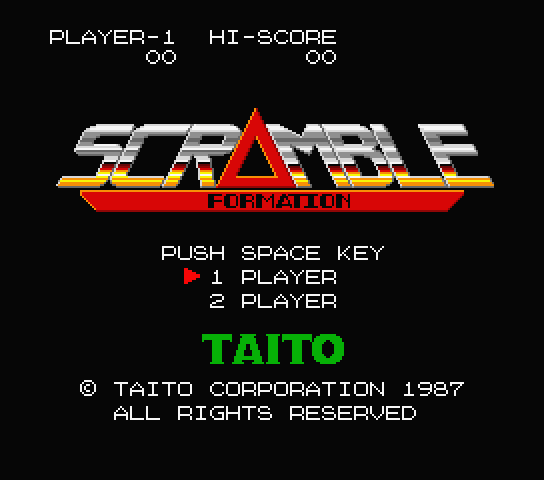 PLAYER-1 HI-SCORE
00 00
SCRAMBLE
FORMATION
PUSH SPACE KEY
1 PLAYER
2 PLAYER
TAITO
© TAITO CORPORATION 1987
ALL RIGHTS RESERVED